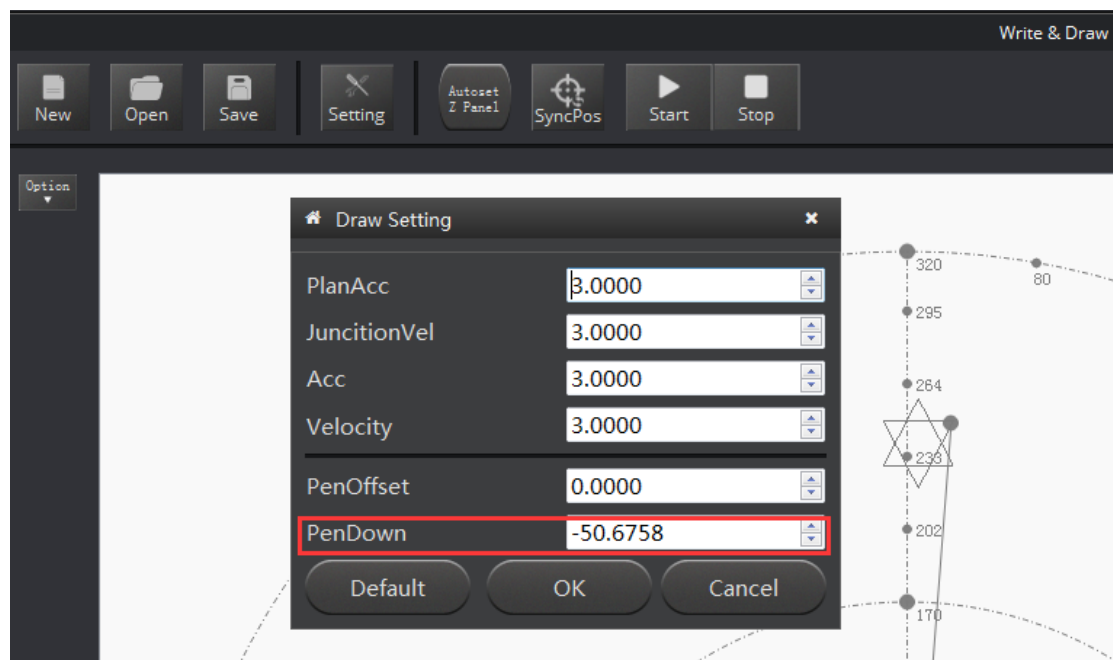 Write & Draw
New Open Save Setting Autoset Z Panel SyncPos Start Stop
Option
Draw Setting
PlanAcc 3.0000
JuncitionVel 3.0000
Acc 3.0000
Velocity 3.0000
PenOffset 0.0000
PenDown -50.6758
Default OK Cancel
320
80
295
264
233
202
170